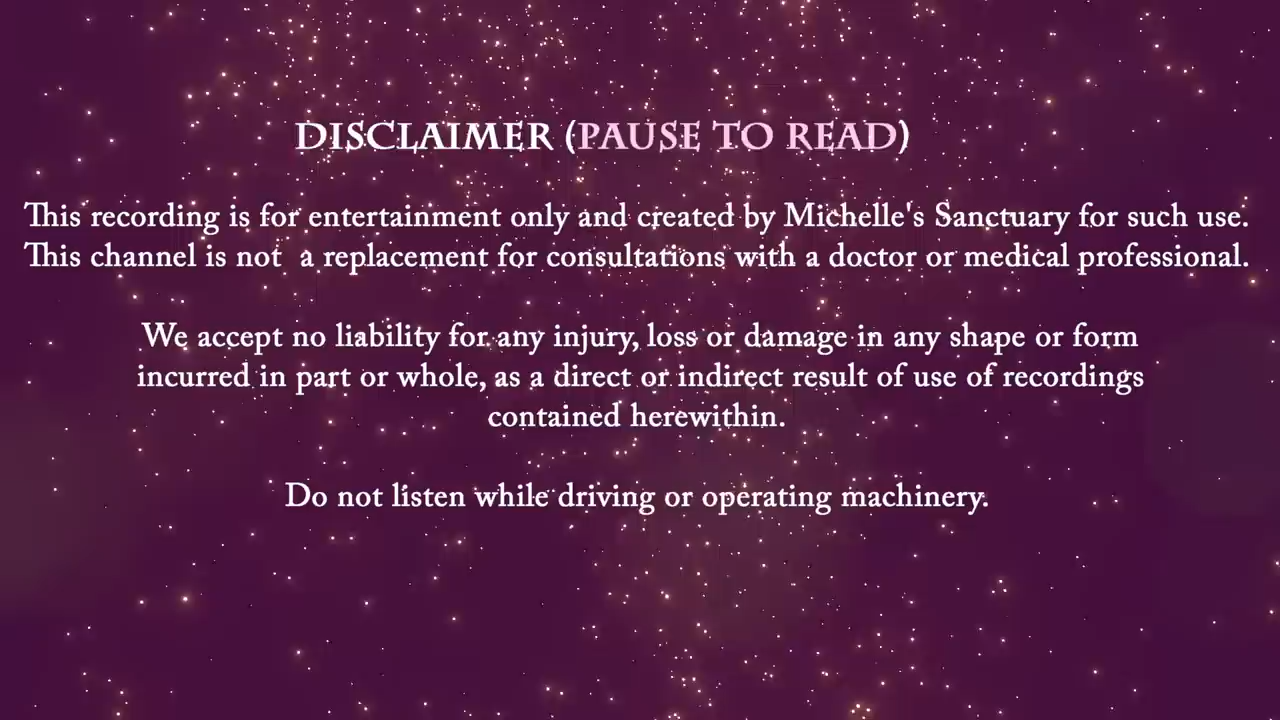 DISCLAIMER (PAUSE TO READ)
This recording is for entertainment only and created by Michelle's Sanctuary for such use.
This channel is not  a replacement for consultations with a doctor or medical professional.
We accept no liability for any injury, loss or damage in any shape or form
incurred in part or whole, as a direct or indirect result of use of recordings
contained herewithin.
Do not listen while driving or operating machinery.